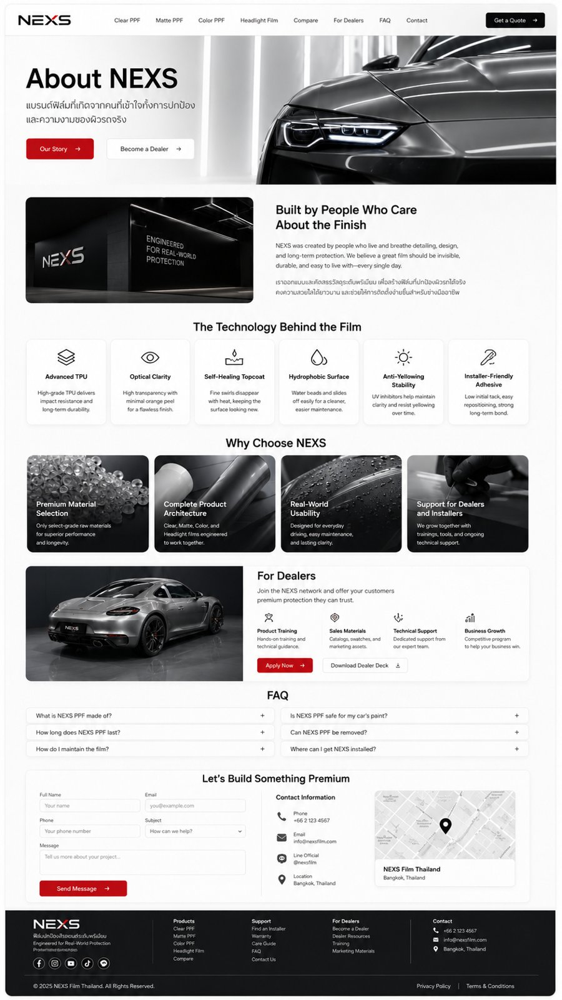 NEXS
Clear PPF
Matte PPF
Color PPF
Headlight Film
Compare
For Dealers
FAQ
Contact
Get a Quote
About NEXS
แบรนด์ฟิล์มที่เกิดจากคนที่เข้าใจทั้งการปกป้อง
และความงามของผิวรถจริง
Our Story
Become a Dealer
NEXS
ENGINEERED
FOR REAL-WORLD
PROTECTION
Built by People Who Care
About the Finish
NEXS was created by people who live and breathe detailing, design,
and long-term protection. We believe a great film should be invisible,
durable, and easy to live with—every single day.
เราออกแบบและคัดสรรวัสดุระดับพรีเมียม เพื่อสร้างฟิล์มที่ปกป้องผิวรถได้จริง
คงความสวยใสได้ยาวนาน และช่วยให้การติดตั้งง่ายขึ้นสำหรับช่างมืออาชีพ
The Technology Behind the Film
Advanced TPU
High-grade TPU delivers
impact resistance and
long-term durability.
Optical Clarity
High transparency with
minimal orange peel
for a flawless finish.
Self-Healing Topcoat
Fine swirls disappear
with heat, keeping the
surface looking new.
Hydrophobic Surface
Water beads and slides
off easily for a cleaner,
easier maintenance.
Anti-Yellowing
Stability
UV inhibitors help maintain
clarity and resist yellowing
over time.
Installer-Friendly
Adhesive
Low initial tack, easy
repositioining, strong
long-term bond.
Why Choose NEXS
Premium Material
Selection
Only select-grade raw materials
for superior performance
and longevity.
Complete Product
Architecture
Clear, Matte, Color, and
Headlight films engineered
to work together.
Real-World
Usability
Designed for everyday
driving, easy maintenance,
and lasting clarity.
Support for Dealers
and Installers
We grow together with
trainings, tools, and ongoing
technical support.
NEXS
For Dealers
Join the NEXS network and offer your customers
premium protection they can trust.
Product Training
Hands-on training and
technical guidance.
Sales Materials
Catalogs, swatches, and
marketing assets.
Technical Support
Dedicated support from
our expert team.
Business Growth
Competitive program
to help your business win.
Apply Now
Download Dealer Deck
FAQ
What is NEXS PPF made of?
Is NEXS PPF safe for my car's paint?
How long does NEXS PPF last?
Can NEXS PPF be removed?
How do I maintain the film?
Where can I get NEXS installed?
Let's Build Something Premium
Full Name
Your name
Email
you@example.com
Phone
Your phone number
Subject
How can we help?
Message
Tell us more about your project...
Send Message
Contact Information
Phone
+66 2 123 4567
Email
info@nexsfilm.com
Line Official
@nexsfilm
Location
Bangkok, Thailand
NEXS Film Thailand
Bangkok, Thailand
NEXS
ฟิล์มปกป้องสีรถยนต์ระดับพรีเมียม
Engineered for Real-World Protection
Products
Clear PPF
Matte PPF
Color PPF
Headlight Film
Compare
Support
Find an Installer
Warranty
Care Guide
FAQ
Contact Us
For Dealers
Become a Dealer
Dealer Resources
Training
Marketing Materials
Contact
+66 2 123 4567
info@nexsfilm.com
Bangkok, Thailand
© 2025 NEXS Film Thailand. All Rights Reserved.
Privacy Policy
Terms & Conditions